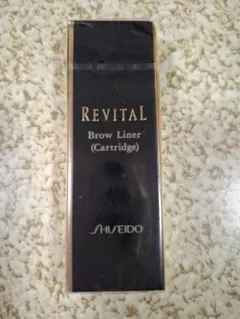 REVITAL
Brow Liner
(Cartridge)
SHISEIDO